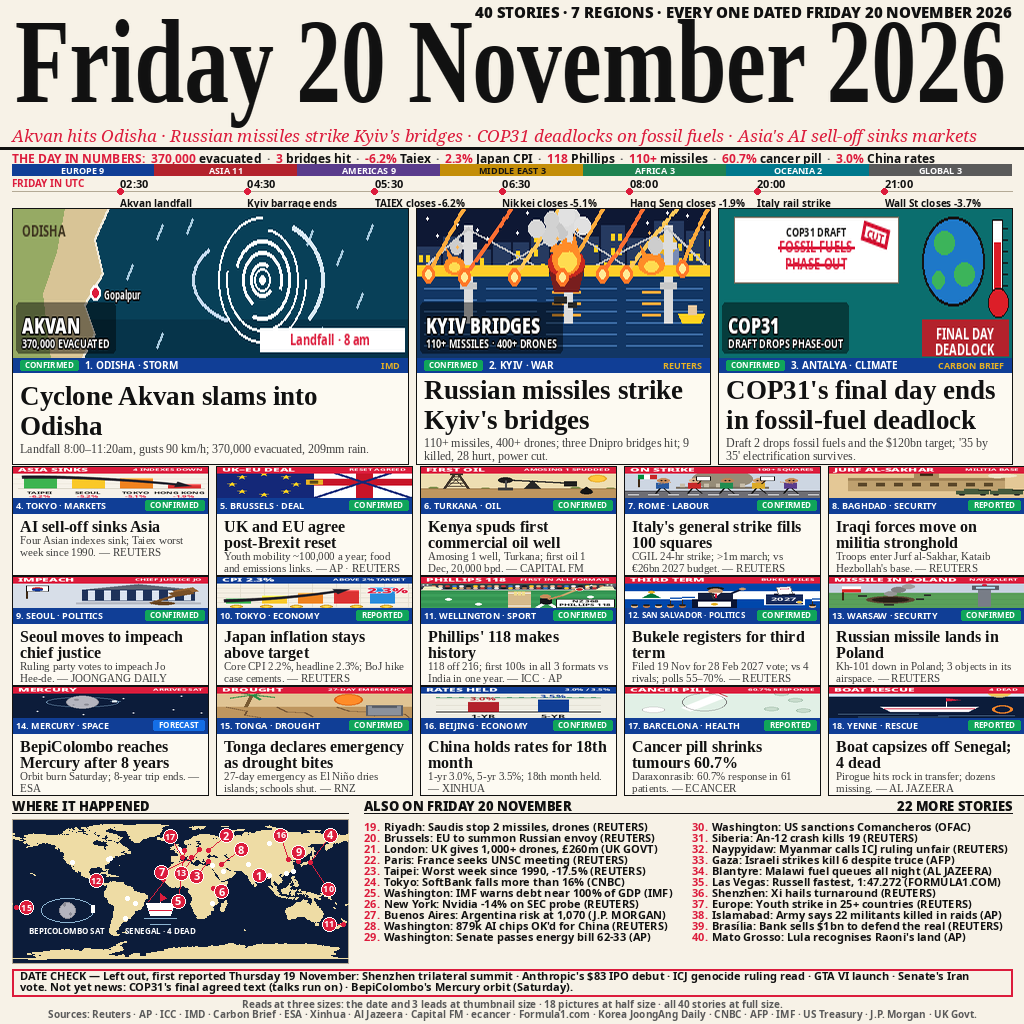 40 STORIES · 7 REGIONS · EVERY ONE DATED FRIDAY 20 NOVEMBER 2026
Friday 20 November 2026
Akvan hits Odisha · Russian missiles strike Kyiv's bridges · COP31 deadlocks on fossil fuels · Asia's AI sell-off sinks markets
THE DAY IN NUMBERS: 370,000 evacuated · 3 bridges hit · -6.2% Taiex · 2.3% Japan CPI · 118 Phillips · 110+ missiles · 60.7% cancer pill · 3.0% China rates
EUROPE 9 ASIA 11 AMERICAS 9 MIDDLE EAST 3 AFRICA 3 OCEANIA 2 GLOBAL 3
FRIDAY IN UTC 02:30 04:30 05:30 06:30 08:00 20:00 21:00
Akvan landfall Kyiv barrage ends TAIEX closes -6.2% Nikkei closes -5.1% Hang Seng closes -1.9% Italy rail strike Wall St closes -3.7%
ODISHA
Gopalpur
AKVAN
370,000 EVACUATED
Landfall · 8 am
CONFIRMED 1. ODISHA · STORM IMD
Cyclone Akvan slams into
Odisha
Landfall 8:00–11:20am, gusts 90 km/h; 370,000 evacuated, 209mm rain.
KYIV BRIDGES
110+ MISSILES · 400+ DRONES
CONFIRMED 2. KYIV · WAR REUTERS
Russian missiles strike
Kyiv's bridges
110+ missiles, 400+ drones; three Dnipro bridges hit; 9
killed, 28 hurt, power cut.
COP31 DRAFT
FOSSIL FUELS
PHASE-OUT
CUT
COP31
DRAFT DROPS PHASE-OUT
FINAL DAY
DEADLOCK
CONFIRMED 3. ANTALYA · CLIMATE CARBON BRIEF
COP31's final day ends
in fossil-fuel deadlock
Draft 2 drops fossil fuels and the $120bn target; '35 by
35' electrification survives.
ASIA SINKS 4 INDEXES DOWN
TAIPEI SEOUL TOKYO HONG KONG
-6.2% -5.2% -5.1% -1.9%
4. TOKYO · MARKETS CONFIRMED
AI sell-off sinks Asia
Four Asian indexes sink; Taiex worst
week since 1990. — REUTERS
UK-EU DEAL RESET AGREED
5. BRUSSELS · DEAL CONFIRMED
UK and EU agree
post-Brexit reset
Youth mobility ~100,000 a year; food
and emissions links. — AP · REUTERS
FIRST OIL AMOSING 1 SPUDDED
6. TURKANA · OIL CONFIRMED
Kenya spuds first
commercial oil well
Amosing 1 well, Turkana; first oil 1
Dec, 20,000 bpd. — CAPITAL FM
ON STRIKE 100+ SQUARES
7. ROME · LABOUR CONFIRMED
Italy's general strike fills
100 squares
CGIL 24-hr strike; >1m march; vs
€26bn 2027 budget. — REUTERS
JURF AL-SAKHAR MILITIA BASE
8. BAGHDAD · SECURITY REPORTED
Iraqi forces move on
militia stronghold
Troops enter Jurf al-Sakhar, Kataib
Hezbollah's base. — REUTERS
IMPEACH CHIEF JUSTICE JO
9. SEOUL · POLITICS CONFIRMED
Seoul moves to impeach
chief justice
Ruling party votes to impeach Jo
Hee-de. — JOONGANG DAILY
CPI 2.3% ABOVE 2% TARGET
2.3%
10. TOKYO · ECONOMY REPORTED
Japan inflation stays
above target
Core CPI 2.2%, headline 2.3%; BoJ hike
case cements. — REUTERS
PHILLIPS 118 FIRST IN ALL FORMATS
PHILLIPS 118
11. WELLINGTON · SPORT CONFIRMED
Phillips' 118 makes
history
118 off 216; first 100s in all 3 formats vs
India in one year. — ICC · AP
THIRD TERM BUKELE FILES
2027
12. SAN SALVADOR · POLITICS CONFIRMED
Bukele registers for third
term
Filed 19 Nov for 28 Feb 2027 vote; vs 4
rivals; polls 55–70%. — REUTERS
MISSILE IN POLAND NATO ALERT
13. WARSAW · SECURITY CONFIRMED
Russian missile lands in
Poland
Kh-101 down in Poland; 3 objects in its
airspace. — REUTERS
MERCURY ARRIVES SAT
14. MERCURY · SPACE FORECAST
BepiColombo reaches
Mercury after 8 years
Orbit burn Saturday; 8-year trip ends. —
ESA
DROUGHT 27-DAY EMERGENCY
15. TONGA · DROUGHT CONFIRMED
Tonga declares emergency
as drought bites
27-day emergency as El Niño dries
islands; schools shut. — RNZ
RATES HELD 3.0% / 3.5%
3.0% 3.5%
1-YR 5-YR
16. BEIJING · ECONOMY CONFIRMED
China holds rates for 18th
month
1-yr 3.0%, 5-yr 3.5%; 18th month held.
— XINHUA
CANCER PILL 60.7% RESPONSE
17. BARCELONA · HEALTH REPORTED
Cancer pill shrinks
tumours 60.7%
Daraxonrasib: 60.7% response in 61
patients. — ECANCER
BOAT RESCUE 4 DEAD
18. YENNE · RESCUE REPORTED
Boat capsizes off Senegal;
4 dead
Pirogue hits rock in transfer; dozens
missing. — AL JAZEERA
WHERE IT HAPPENED
17 2 16 4
8 9
7 13 3 1
12 6 10
15 5 11
BEPICOLOMBO SAT SENEGAL · 4 DEAD
ALSO ON FRIDAY 20 NOVEMBER 22 MORE STORIES
19. Riyadh: Saudis stop 2 missiles, drones (REUTERS)
20. Brussels: EU to summon Russian envoy (REUTERS)
21. London: UK gives 1,000+ drones, £260m (UK GOVT)
22. Paris: France seeks UNSC meeting (REUTERS)
23. Taipei: Worst week since 1990, -17.5% (REUTERS)
24. Tokyo: SoftBank falls more than 16% (CNBC)
25. Washington: IMF warns debt near 100% of GDP (IMF)
26. New York: Nvidia -14% on SEC probe (REUTERS)
27. Buenos Aires: Argentina risk at 1,070 (J.P. MORGAN)
28. Washington: 879k AI chips OK'd for China (REUTERS)
29. Washington: Senate passes energy bill 62-33 (AP)
30. Washington: US sanctions Comancheros (OFAC)
31. Siberia: An-12 crash kills 19 (REUTERS)
32. Naypyidaw: Myanmar calls ICJ ruling unfair (REUTERS)
33. Gaza: Israeli strikes kill 6 despite truce (AFP)
34. Blantyre: Malawi fuel queues all night (AL JAZEERA)
35. Las Vegas: Russell fastest, 1:47.272 (FORMULA1.COM)
36. Shenzhen: Xi hails turnaround (REUTERS)
37. Europe: Youth strike in 25+ countries (REUTERS)
38. Islamabad: Army says 22 militants killed in raids (AP)
39. Brasília: Bank sells $1bn to defend the real (REUTERS)
40. Mato Grosso: Lula recognises Raoni's land (AP)
DATE CHECK — Left out, first reported Thursday 19 November: Shenzhen trilateral summit · Anthropic's $83 IPO debut · ICJ genocide ruling read · GTA VI launch · Senate's Iran
vote. Not yet news: COP31's final agreed text (talks run on) · BepiColombo's Mercury orbit (Saturday).
Reads at three sizes: the date and 3 leads at thumbnail size · 18 pictures at half size · all 40 stories at full size.
Sources: Reuters · AP · ICC · IMD · Carbon Brief · ESA · Xinhua · Al Jazeera · Capital FM · ecancer · Formula1.com · Korea JoongAng Daily · CNBC · AFP · IMF · US Treasury · J.P. Morgan · UK Govt.